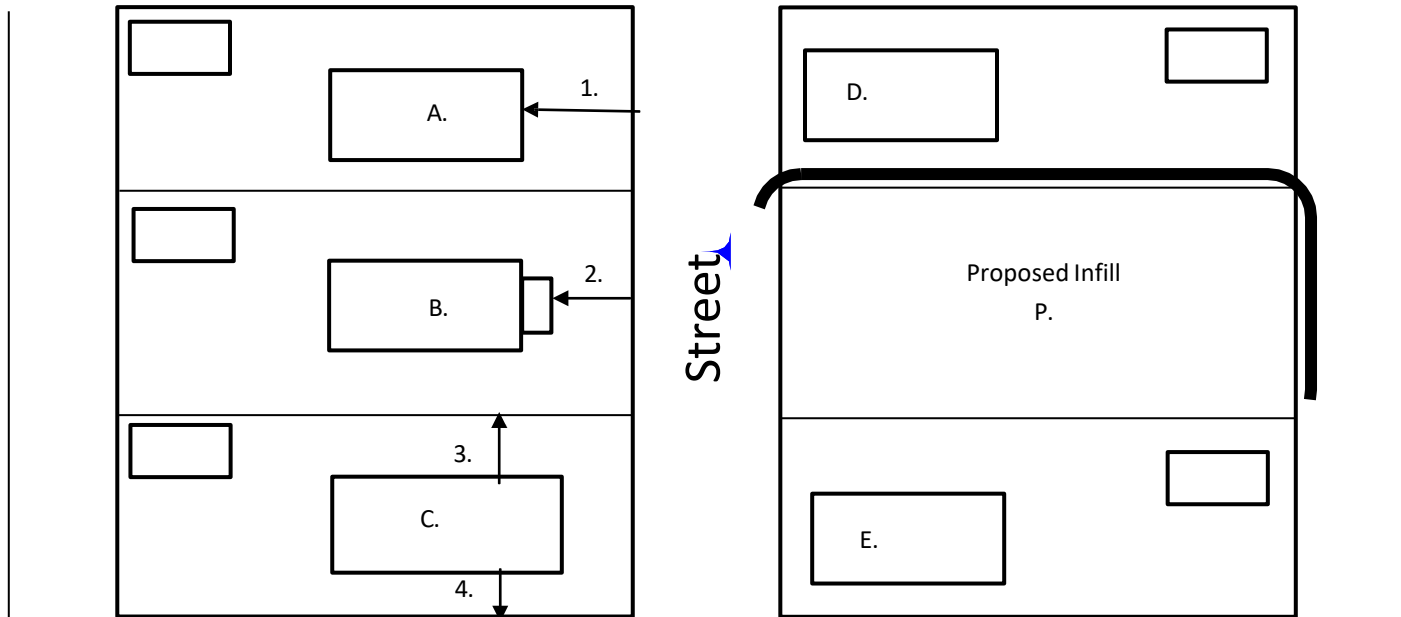 1.
A.
2.
B.
3.
C.
4.
Street
D.
Proposed Infill
P.
E.